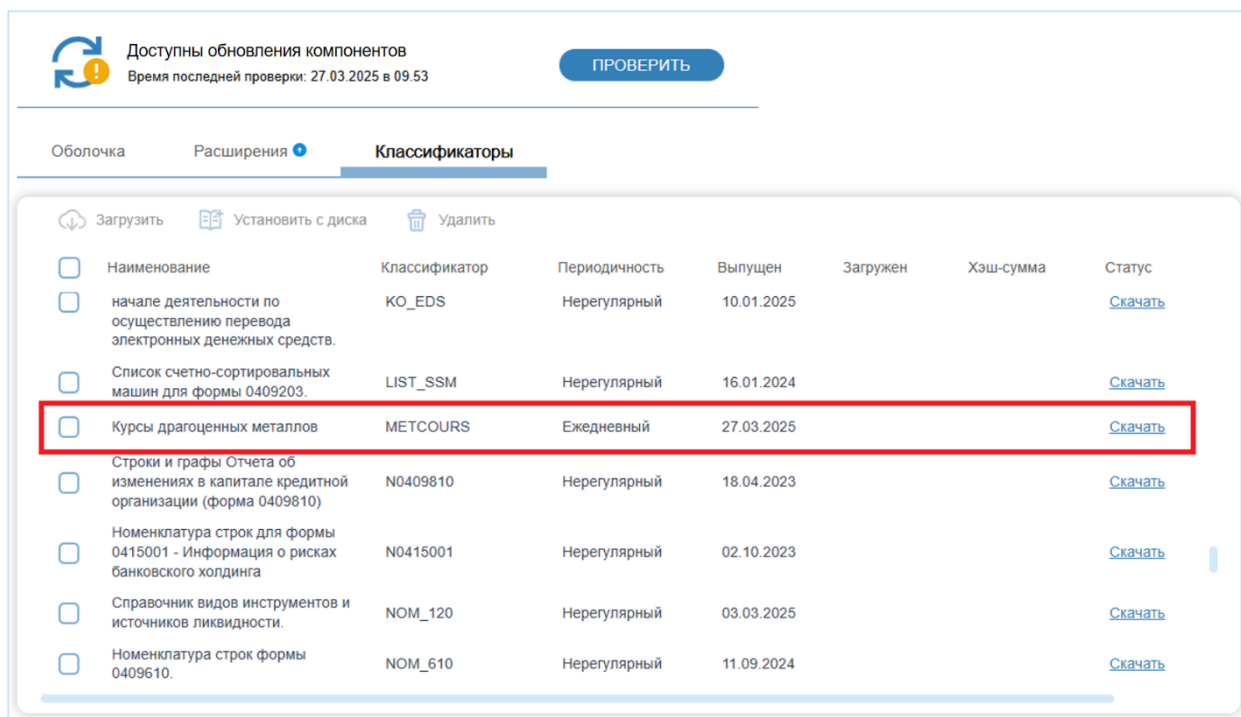 Доступны обновления компонентов
Время последней проверки: 27.03.2025 в 09.53
ПРОВЕРИТЬ
Оболочка Расширения Классификаторы
Загрузить Установить с диска Удалить
Наименование Классификатор Периодичность Выпущен Загружен Хэш-сумма Статус
начале деятельности по KO_EDS Нерегулярный 10.01.2025 Скачать
осуществлению перевода
электронных денежных средств.
Список счетно-сортировальных
машин для формы 0409203. LIST_SSM Нерегулярный 16.01.2024 Скачать
Курсы драгоценных металлов METCOURS Ежедневный 27.03.2025 Скачать
Строки и графы Отчета об
изменениях в капитале кредитной N0409810 Нерегулярный 18.04.2023 Скачать
организации (форма 0409810)
Номенклатура строк для формы
0415001 - Информация о рисках N0415001 Нерегулярный 02.10.2023 Скачать
банковского холдинга
Справочник видов инструментов и
источников ликвидности. NOM_120 Нерегулярный 03.03.2025 Скачать
Номенклатура строк формы
0409610. NOM_610 Нерегулярный 11.09.2024 Скачать